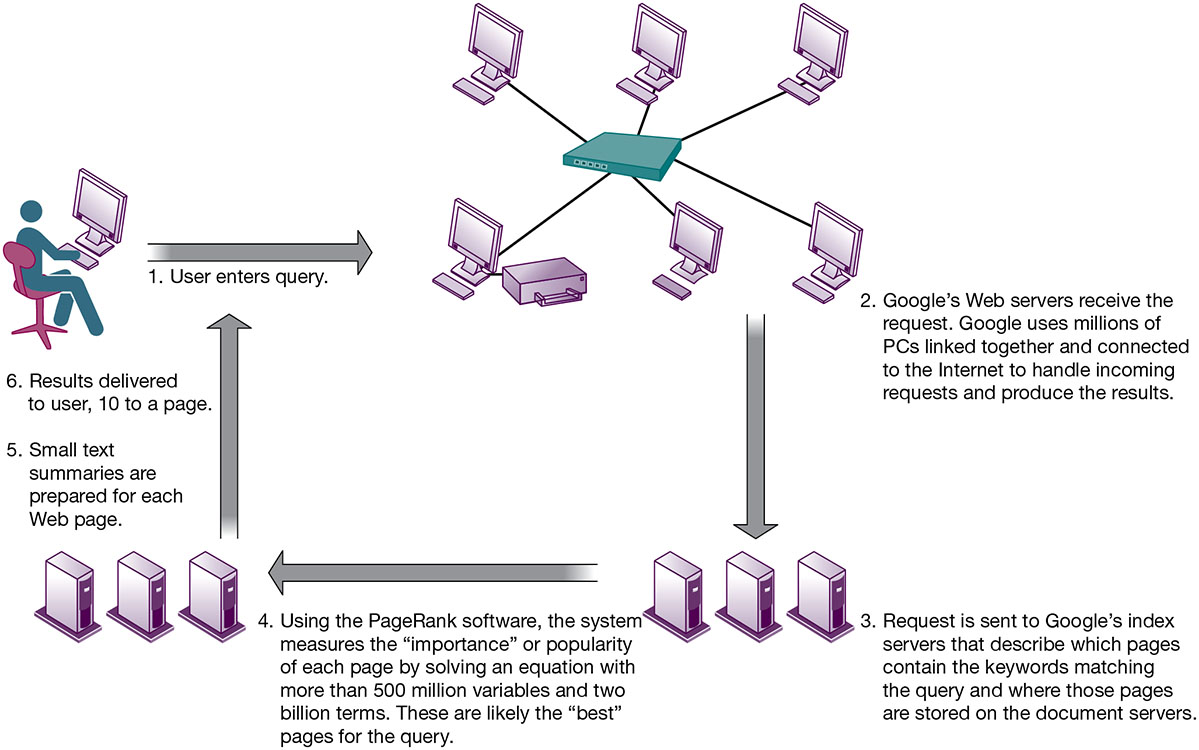 1. User enters query.
2. Google’s Web servers receive the
request. Google uses millions of
PCs linked together and connected
to the Internet to handle incoming
requests and produce the results.
3. Request is sent to Google’s index
servers that describe which pages
contain the keywords matching
the query and where those pages
are stored on the document servers.
4. Using the PageRank software, the system
measures the “importance” or popularity
of each page by solving an equation with
more than 500 million variables and two
billion terms. These are likely the “best”
pages for the query.
5. Small text
summaries are
prepared for each
Web page.
6. Results delivered
to user, 10 to a page.